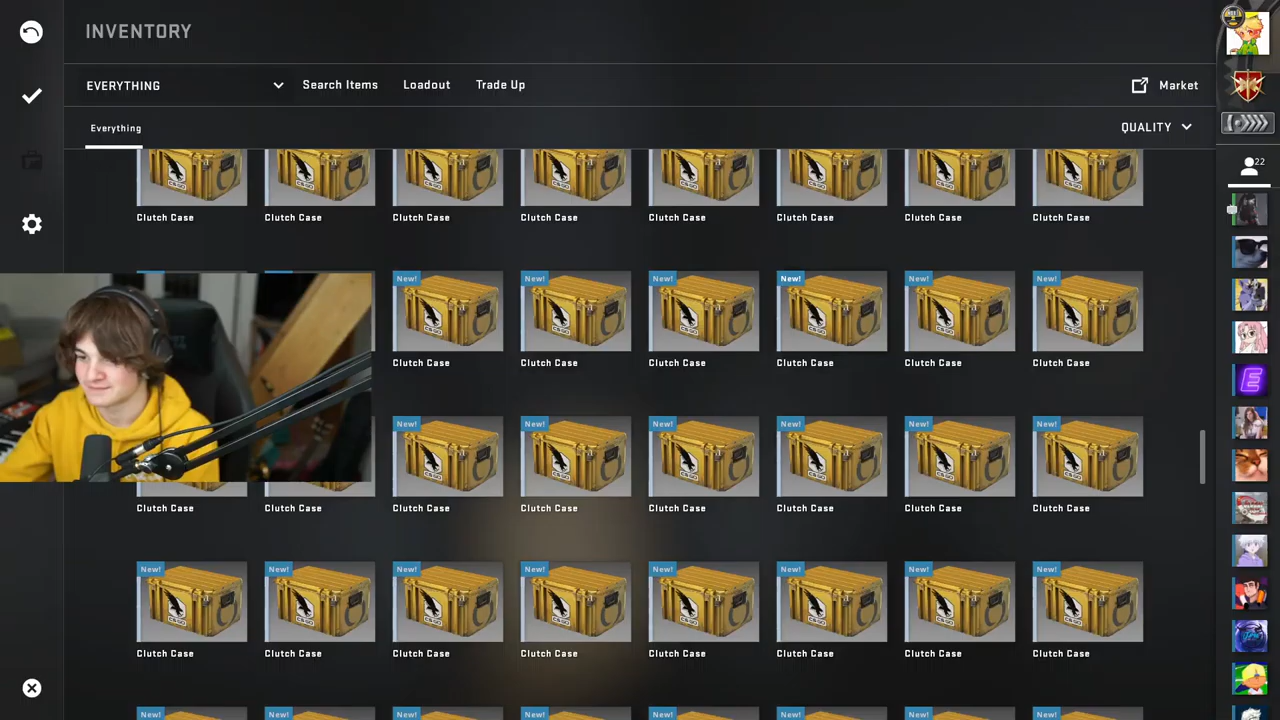 INVENTORY
EVERYTHING Search Items Loadout Trade Up Market
Everything QUALITY
22
Clutch Case Clutch Case Clutch Case Clutch Case Clutch Case Clutch Case Clutch Case Clutch Case
New! New! New! New! New! New!
Clutch Case Clutch Case Clutch Case Clutch Case Clutch Case Clutch Case
New! New! New! New! New! New!
Clutch Case Clutch Case Clutch Case Clutch Case Clutch Case Clutch Case Clutch Case Clutch Case
New! New! New! New! New! New! New! New!
Clutch Case Clutch Case Clutch Case Clutch Case Clutch Case Clutch Case Clutch Case Clutch Case
New! New! New! New! New! New! New! New!